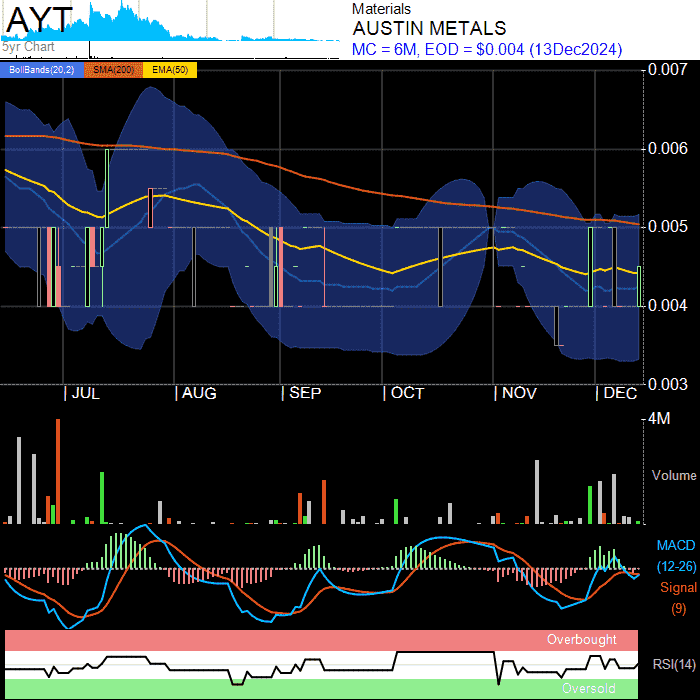 AYT
5yr Chart
Materials
AUSTIN METALS
MC = 6M, EOD = $0.004 (13Dec2024)
BollBands(20,2) SMA(200) EMA(50)
0.007
0.006
0.005
0.004
0.003
JUL AUG SEP OCT NOV DEC
4M
Volume
MACD
(12-26)
Signal
(9)
Overbought
RSI(14)
Oversold